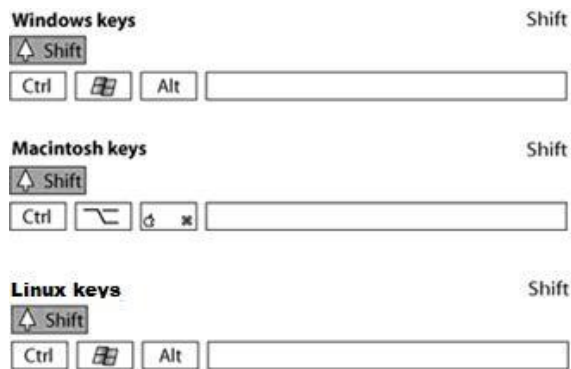 Windows keys Shift
Shift
Ctrl Alt
Macintosh keys Shift
Shift
Ctrl
Linux keys Shift
Shift
Ctrl Alt